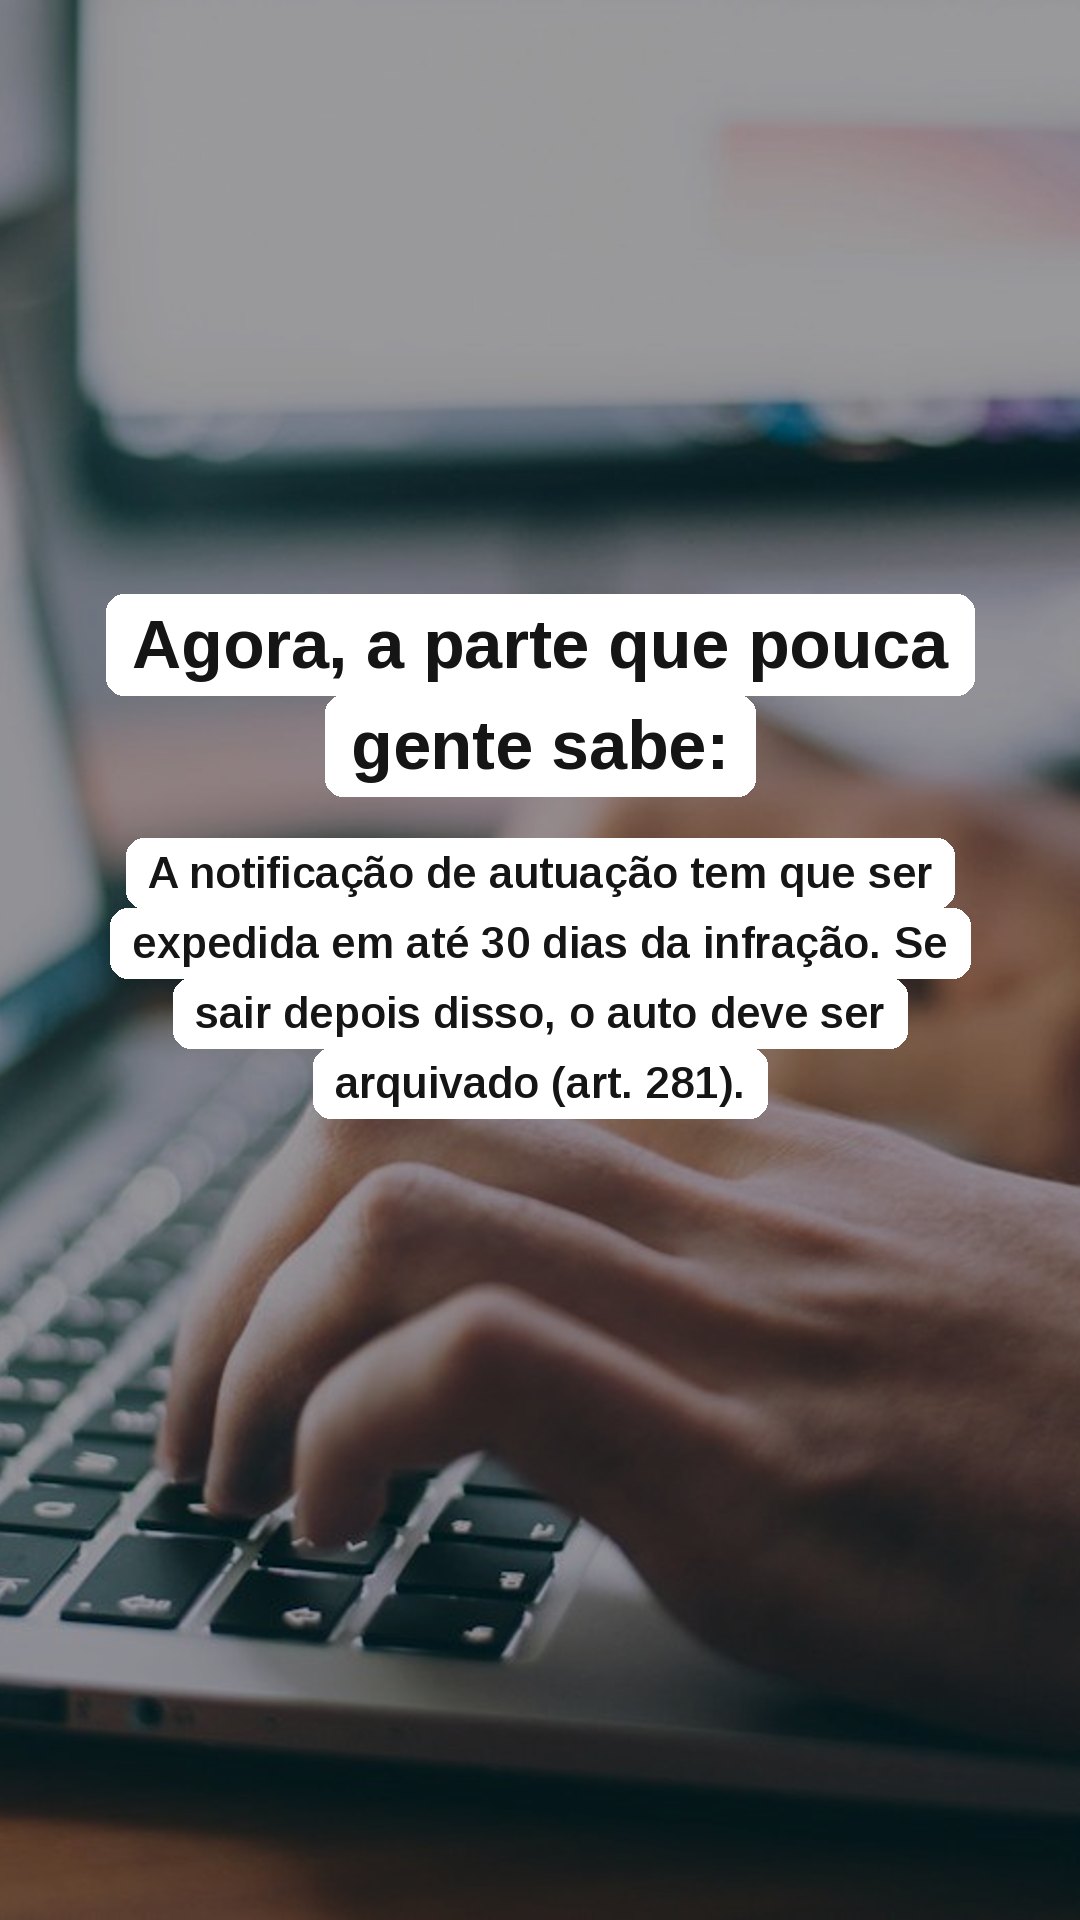 Agora, a parte que pouca
gente sabe:
A notificação de autuação tem que ser
expedida em até 30 dias da infração. Se
sair depois disso, o auto deve ser
arquivado (art. 281).